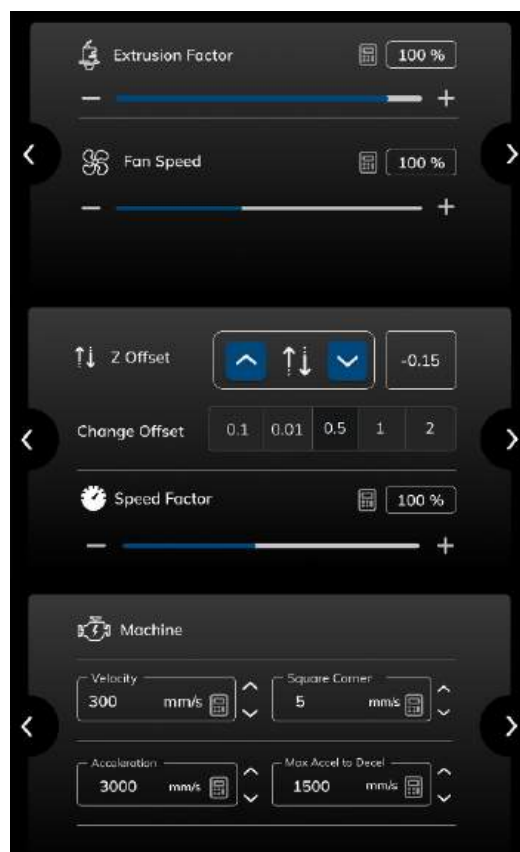 Extrusion Factor 100 %
Fan Speed 100 %
Z Offset -0.15
Change Offset 0.1 0.01 0.5 1 2
Speed Factor 100 %
Machine
Velocity Square Corner
300 mm/s 5 mm/s
Acceleration Max Accel to Decel
3000 mm/s 1500 mm/s